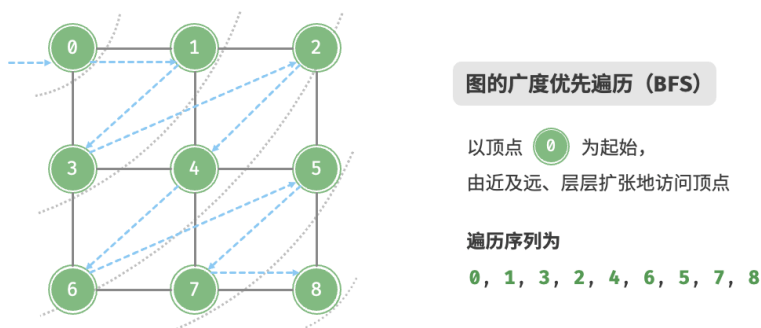 0 1 2
3 4 5
6 7 8
图的广度优先遍历（BFS）
以顶点 0 为起始，
由近及远、层层扩张地访问顶点
遍历序列为
0, 1, 3, 2, 4, 6, 5, 7, 8